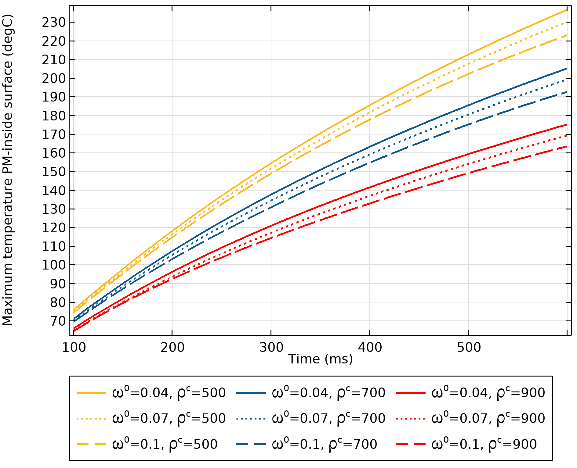 Maximum temperature PM-inside surface (degC)
230
220
210
200
190
180
170
160
150
140
130
120
110
100
90
80
70
100 200 300 400 500
Time (ms)
ω⁰=0.04, ρᶜ=500 ω⁰=0.04, ρᶜ=700 ω⁰=0.04, ρᶜ=900
ω⁰=0.07, ρᶜ=500 ω⁰=0.07, ρᶜ=700 ω⁰=0.07, ρᶜ=900
ω⁰=0.1, ρᶜ=500 ω⁰=0.1, ρᶜ=700 ω⁰=0.1, ρᶜ=900